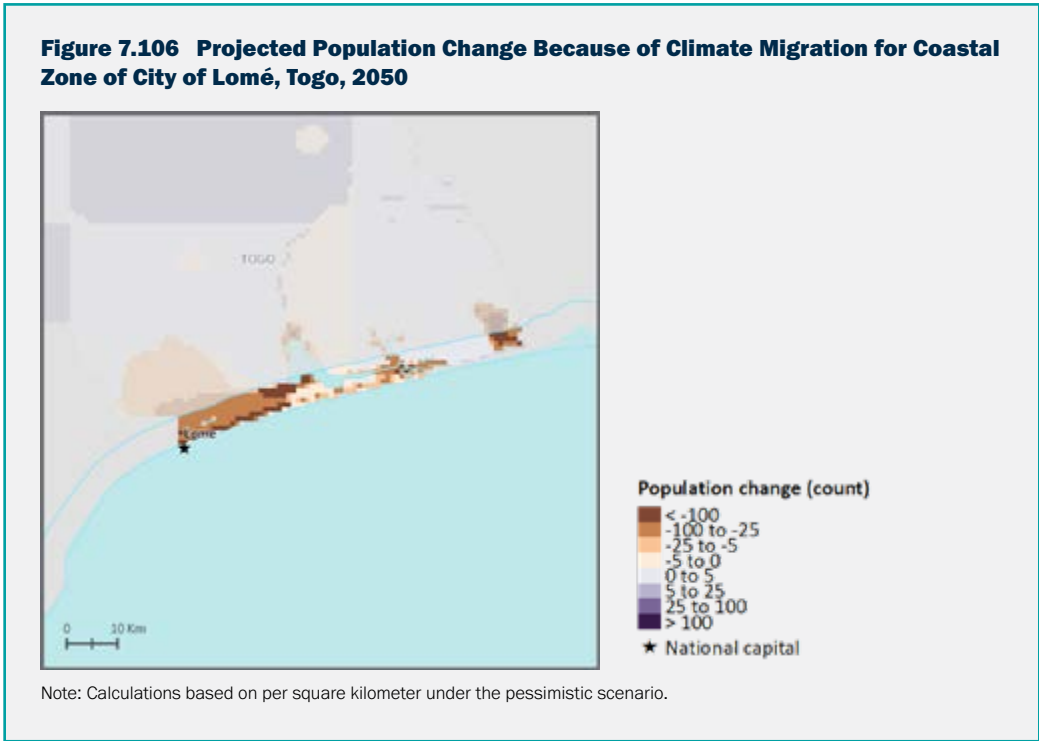 Figure 7.106 Projected Population Change Because of Climate Migration for Coastal
Zone of City of Lomé, Togo, 2050
TOGO
Lomé
0 10 Km
Population change (count)
< -100
-100 to -25
-25 to -5
-5 to 0
0 to 5
5 to 25
25 to 100
> 100
★ National capital
Note: Calculations based on per square kilometer under the pessimistic scenario.